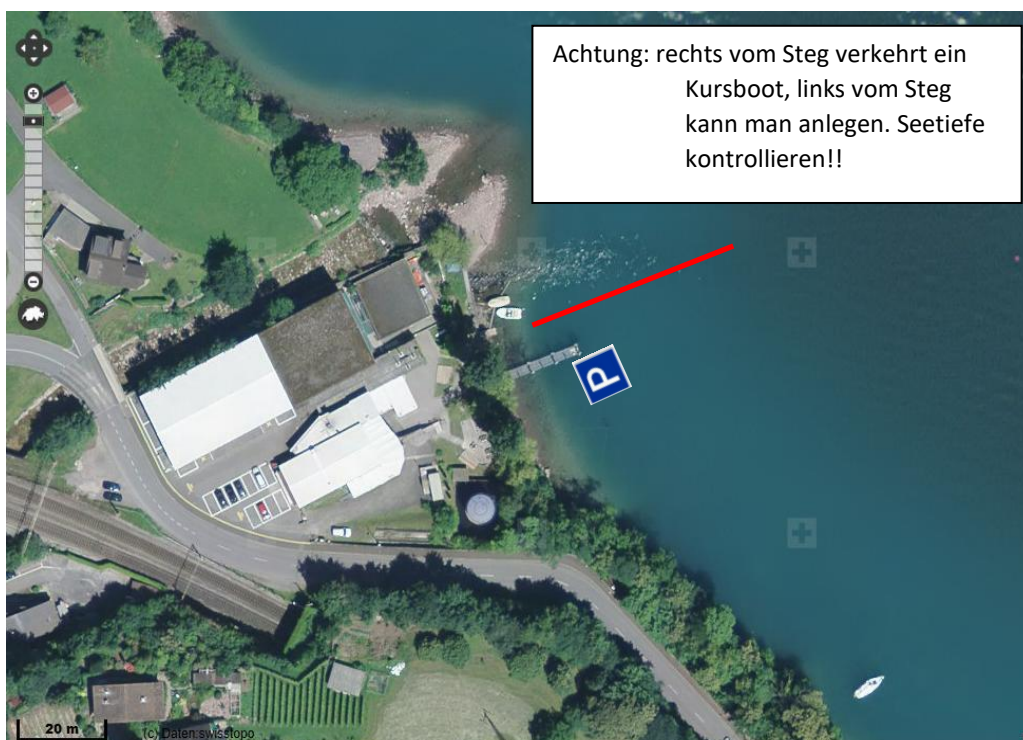 Achtung: rechts vom Steg verkehrt ein
Kursboot, links vom Steg
kann man anlegen. Seetiefe
kontrollieren!!
P
20 m
(c) Daten:swisstopo